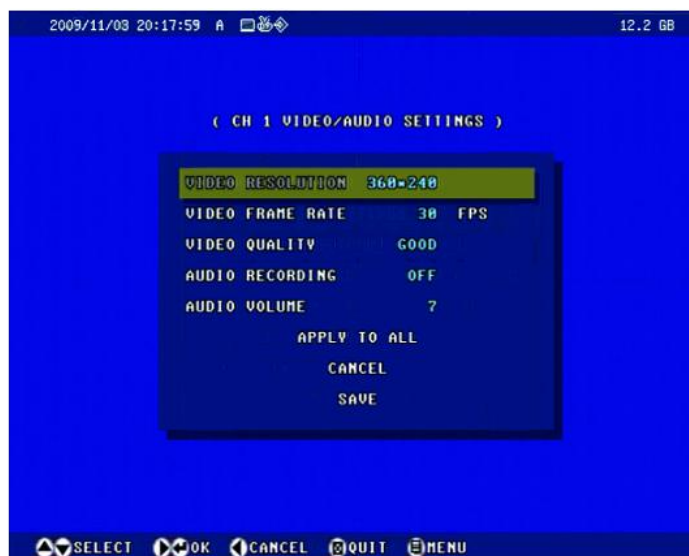 2009/11/03 20:17:59 A 12.2 GB
( CH 1 VIDEO/AUDIO SETTINGS )
VIDEO RESOLUTION 360×240
VIDEO FRAME RATE 30 FPS
VIDEO QUALITY GOOD
AUDIO RECORDING OFF
AUDIO VOLUME 7
APPLY TO ALL
CANCEL
SAVE
SELECT OK CANCEL QUIT MENU